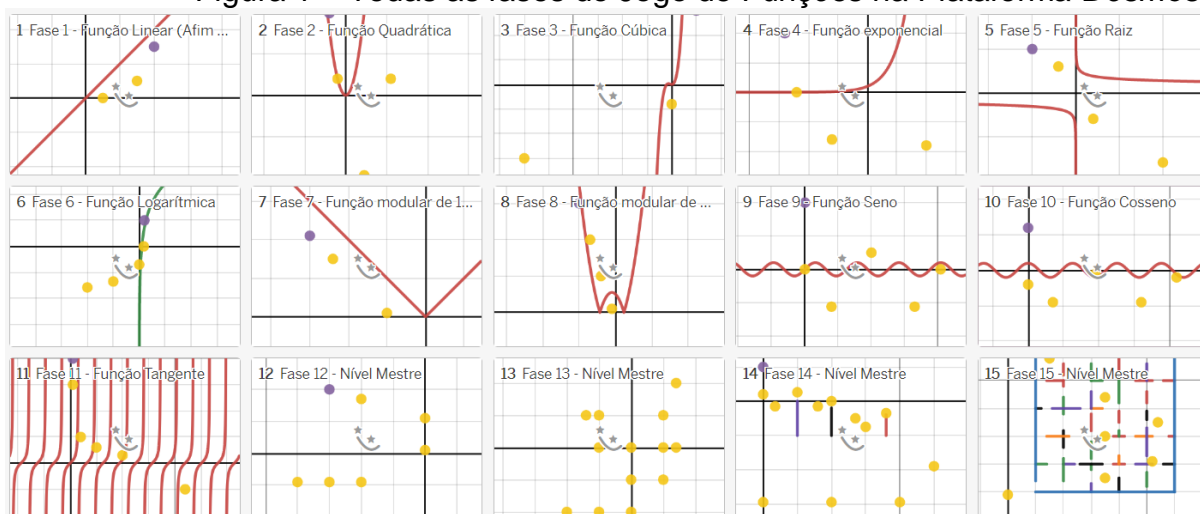 Figura 1 - Todas as fases do Jogo de Funções na Plataforma Desmos
1 Fase 1 - Função Linear (Afim ...
2 Fase 2 - Função Quadrática
3 Fase 3 - Função Cúbica
4 Fase 4 - Função exponencial
5 Fase 5 - Função Raiz
6 Fase 6 - Função Logarítmica
7 Fase 7 - Função modular de 1...
8 Fase 8 - Função modular de ...
9 Fase 9 - Função Seno
10 Fase 10 - Função Cosseno
11 Fase 11 - Função Tangente
12 Fase 12 - Nível Mestre
13 Fase 13 - Nível Mestre
14 Fase 14 - Nível Mestre
15 Fase 15 - Nível Mestre